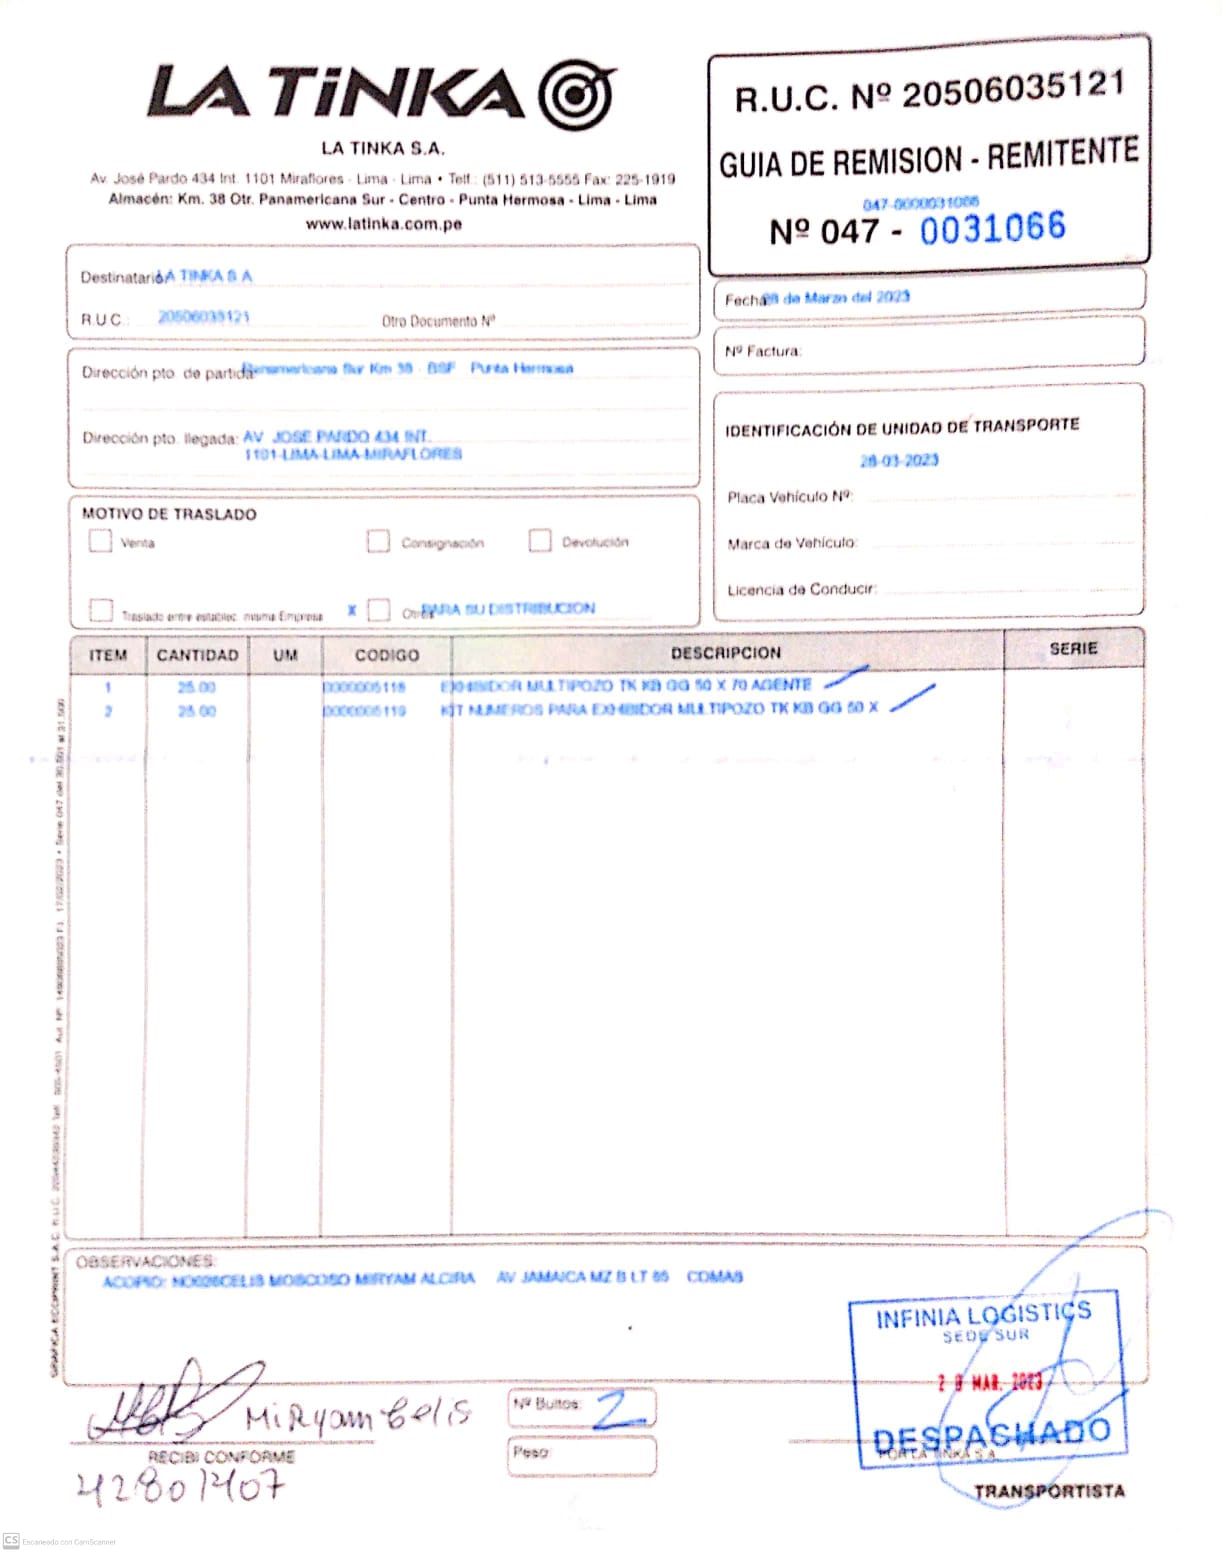 LA TiNKA
LA TINKA S.A.
Av. José Pardo 434 Int. 1101 Miraflores - Lima - Lima • Telf.: (511) 513-5555 Fax: 225-1919
Almacén: Km. 38 Otr. Panamericana Sur - Centro - Punta Hermosa - Lima - Lima
www.latinka.com.pe
R.U.C. Nº 20506035121
GUIA DE REMISION - REMITENTE
047-0000031066
Nº 047 - 0031066
Destinatario LA TINKA S A
R.U.C.: 20506035121 Otro Documento Nº
Fecha 28 de Marzo del 2023
Nº Factura:
Dirección pto. de partida: Panamericana Sur Km 38 - BSF Punta Hermosa
Dirección pto. llegada: AV JOSE PARDO 434 INT.
1101-LIMA-LIMA-MIRAFLORES
IDENTIFICACIÓN DE UNIDAD DE TRANSPORTE
28-03-2023
Placa Vehículo Nº:
Marca de Vehículo:
Licencia de Conducir:
MOTIVO DE TRASLADO
Venta Consignación Devolución
Traslado entre establec. misma Empresa X Otros PARA SU DISTRIBUCION
ITEM CANTIDAD UM CODIGO DESCRIPCION SERIE
1 25.00 0000005118 EXHIBIDOR MULTIPOZO TK KB GG 50 X 70 AGENTE
2 25.00 0000005119 KIT NUMEROS PARA EXHIBIDOR MULTIPOZO TK KB GG 50 X
OBSERVACIONES:
ACOPIO: NO026CELIS MOSCOSO MIRYAM ALCIRA AV JAMAICA MZ B LT 65 COMAS
INFINIA LOGISTICS
SEDE SUR
28 MAR. 2023
DESPACHADO
POR LA TINKA S.A.
TRANSPORTISTA
MiRyam Celis
RECIBI CONFORME
42801407
Nº Bultos: 2
Peso:
CS Escaneado con CamScanner